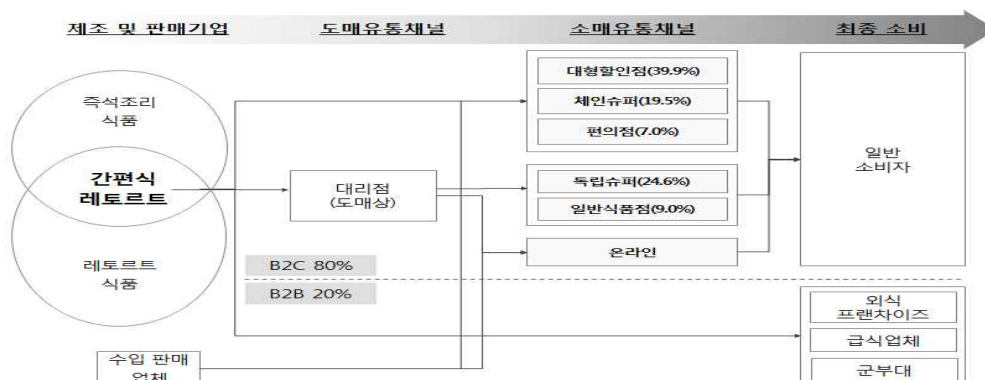 제조 및 판매기업
도매유통채널
소매유통채널
최종 소비
즉석조리
식품
간편식
레토르트
레토르트
식품
수입 판매
업체
대리점
(도매상)
B2C 80%
B2B 20%
대형할인점(39.9%)
체인슈퍼(19.5%)
편의점(7.0%)
독립슈퍼(24.6%)
일반식품점(9.0%)
온라인
일반
소비자
외식
프랜차이즈
급식업체
군부대